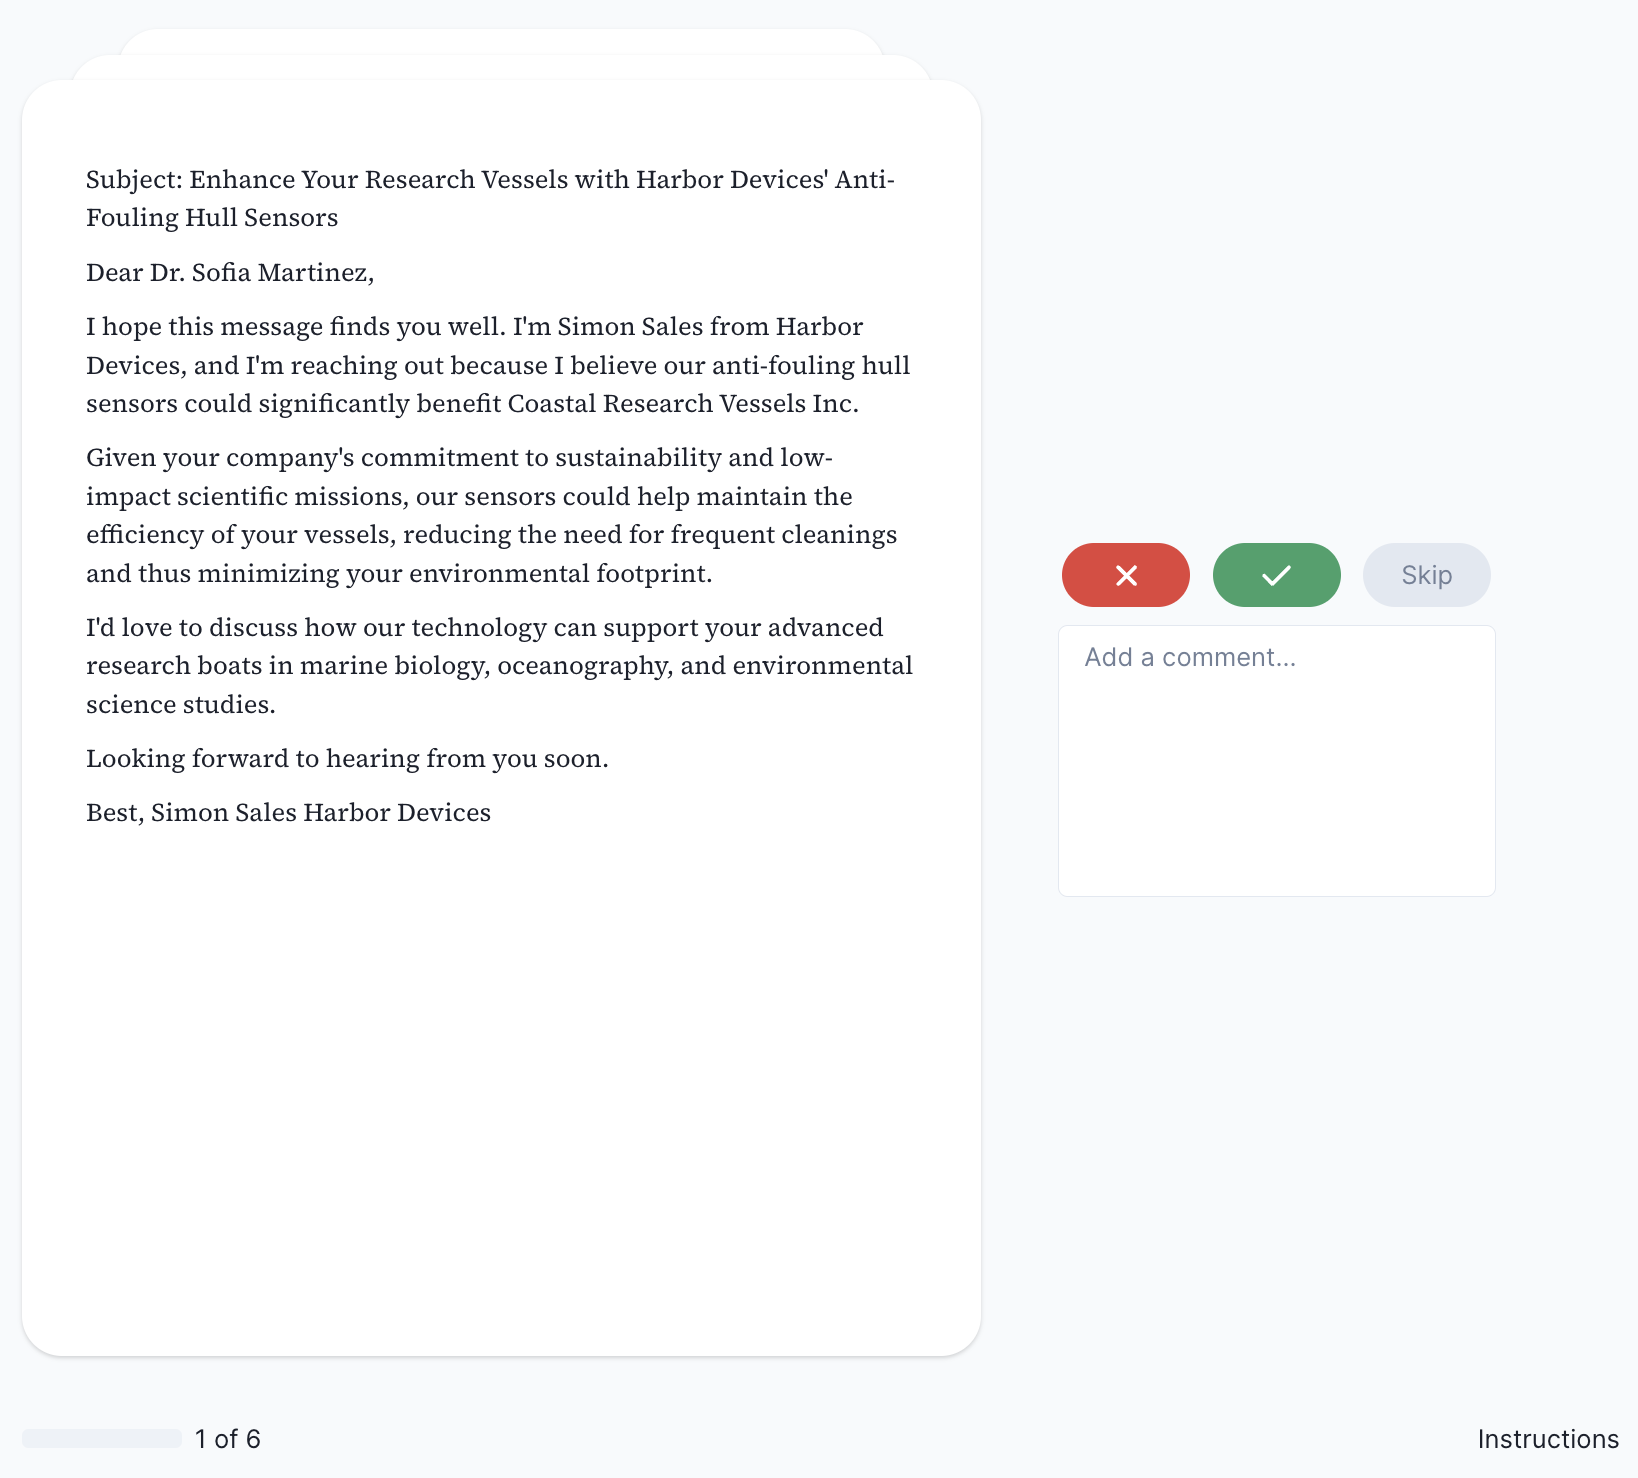 Subject: Enhance Your Research Vessels with Harbor Devices' Anti-
Fouling Hull Sensors
Dear Dr. Sofia Martinez,
I hope this message finds you well. I'm Simon Sales from Harbor
Devices, and I'm reaching out because I believe our anti-fouling hull
sensors could significantly benefit Coastal Research Vessels Inc.
Given your company's commitment to sustainability and low-
impact scientific missions, our sensors could help maintain the
efficiency of your vessels, reducing the need for frequent cleanings
and thus minimizing your environmental footprint.
I'd love to discuss how our technology can support your advanced
research boats in marine biology, oceanography, and environmental
science studies.
Looking forward to hearing from you soon.
Best, Simon Sales Harbor Devices
Skip
Add a comment...
1 of 6
Instructions